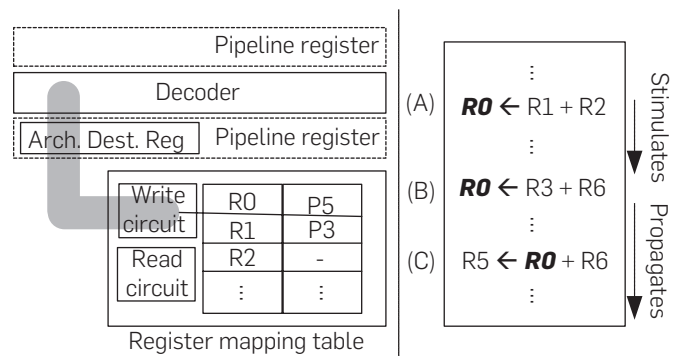 Pipeline register
Decoder
Arch. Dest. Reg Pipeline register
Write circuit
R0 P5
R1 P3
Read circuit
R2 -
⋮ ⋮
Register mapping table
⋮
(A) R0 ← R1 + R2
⋮
(B) R0 ← R3 + R6
⋮
(C) R5 ← R0 + R6
⋮
Stimulates
Propagates